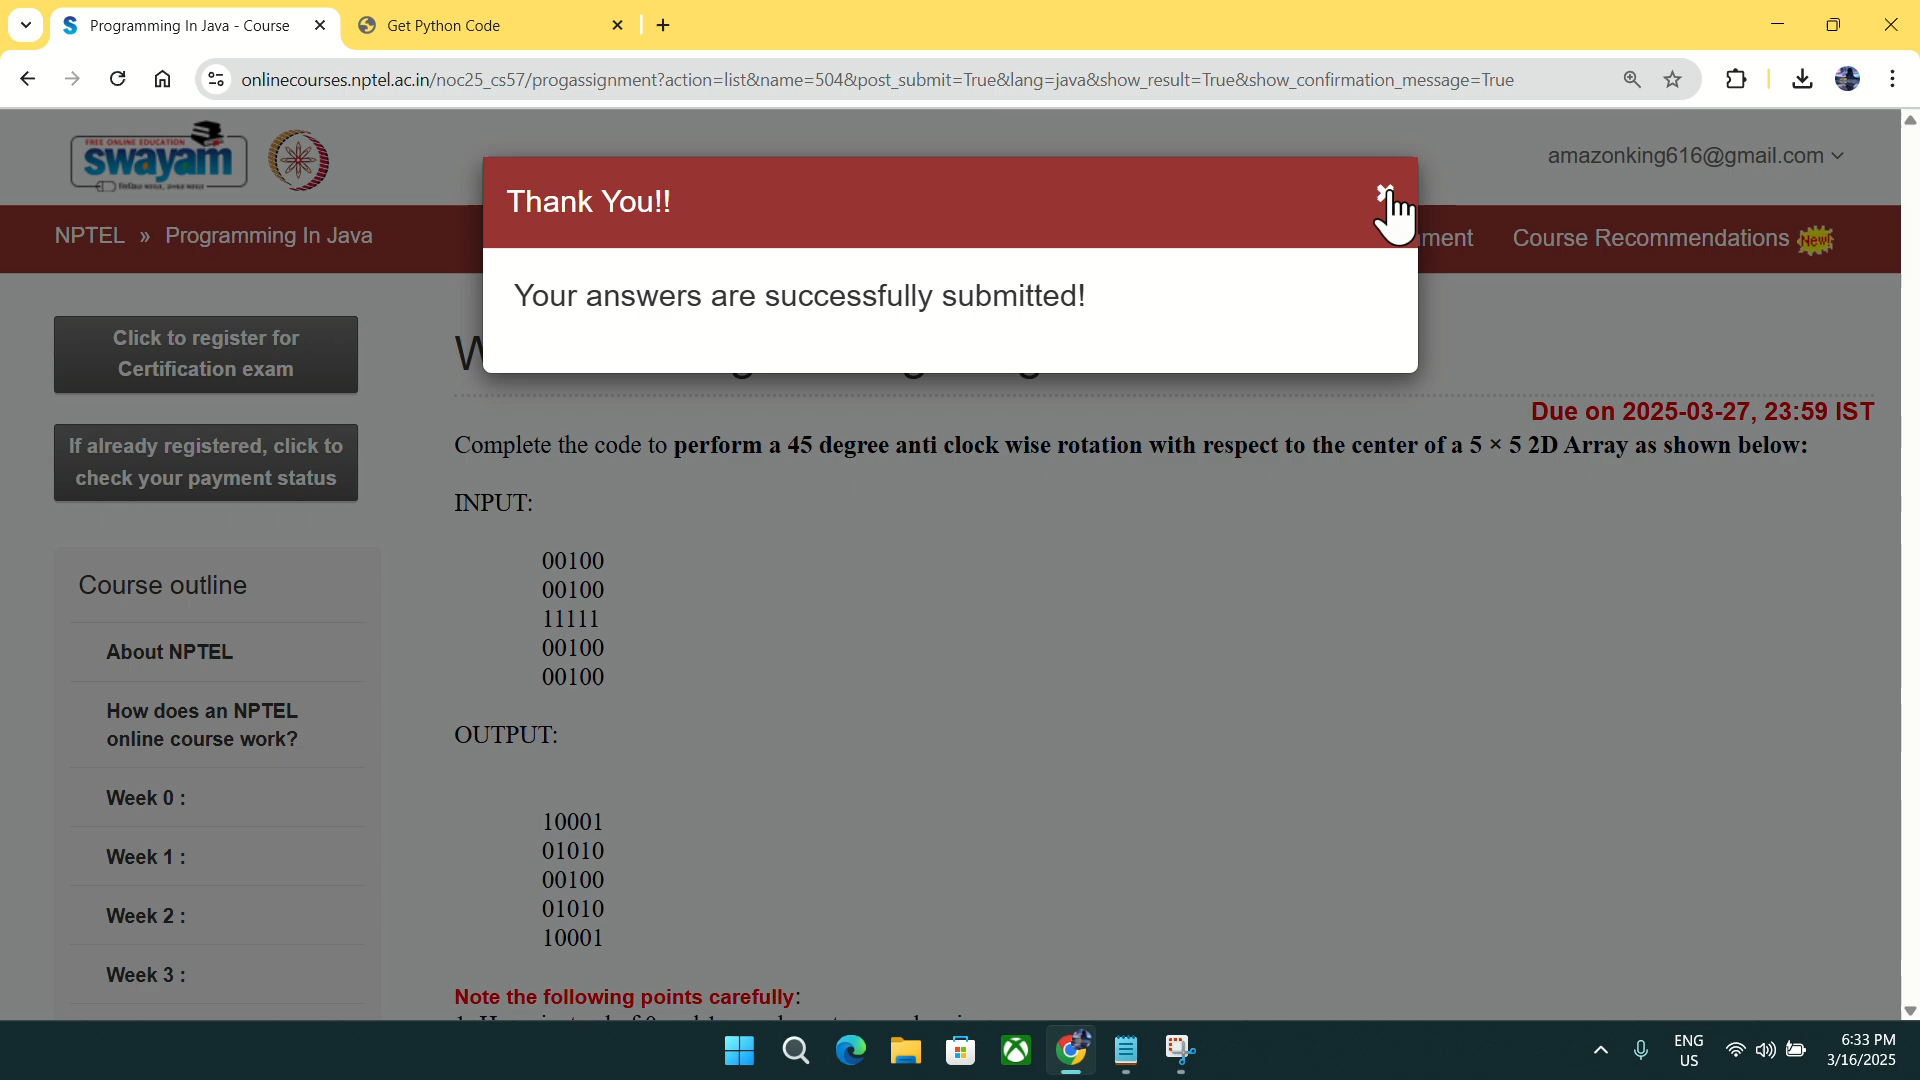 Programming In Java - Course
Get Python Code
onlinecourses.nptel.ac.in/noc25_cs57/progassignment?action=list&name=504&post_submit=True&lang=java&show_result=True&show_confirmation_message=True
FREE ONLINE EDUCATION
swayam
amazonking616@gmail.com
NPTEL » Programming In Java
Course Recommendations New!
Thank You!!
Your answers are successfully submitted!
Click to register for
Certification exam
If already registered, click to
check your payment status
Course outline
About NPTEL
How does an NPTEL
online course work?
Week 0 :
Week 1 :
Week 2 :
Week 3 :
Due on 2025-03-27, 23:59 IST
Complete the code to perform a 45 degree anti clock wise rotation with respect to the center of a 5 × 5 2D Array as shown below:
INPUT:
00100
00100
11111
00100
00100
OUTPUT:
10001
01010
00100
01010
10001
Note the following points carefully:
ENG
US
6:33 PM
3/16/2025